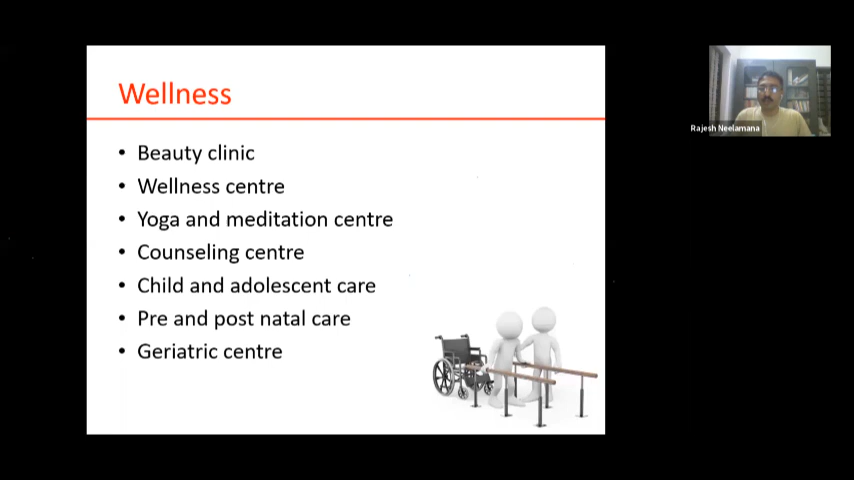 Wellness
• Beauty clinic
• Wellness centre
• Yoga and meditation centre
• Counseling centre
• Child and adolescent care
• Pre and post natal care
• Geriatric centre
Rajesh Neelamana